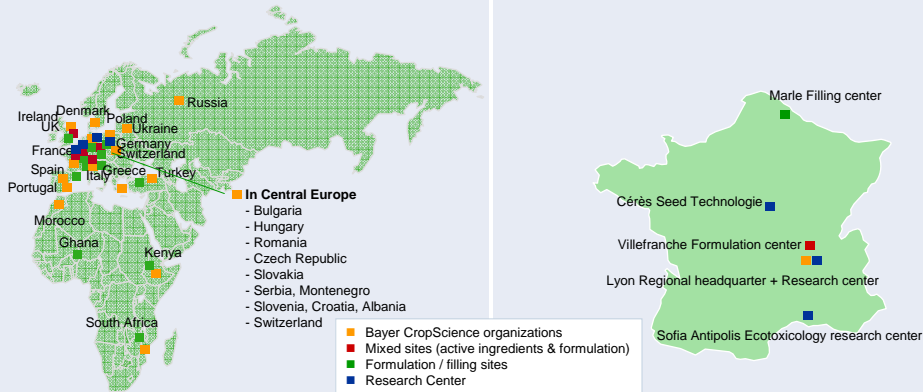 Russia
Denmark
Ireland
Poland
UK
Ukraine
Germany
France
Switzerland
Spain
Italy
Greece
Turkey
Portugal
In Central Europe
- Bulgaria
- Hungary
- Romania
- Czech Republic
- Slovakia
- Serbia, Montenegro
- Slovenia, Croatia, Albania
- Switzerland
Morocco
Ghana
Kenya
South Africa
Bayer CropScience organizations
Mixed sites (active ingredients & formulation)
Formulation / filling sites
Research Center
Marle Filling center
Cérès Seed Technologie
Villefranche Formulation center
Lyon Regional headquarter + Research center
Sofia Antipolis Ecotoxicology research center